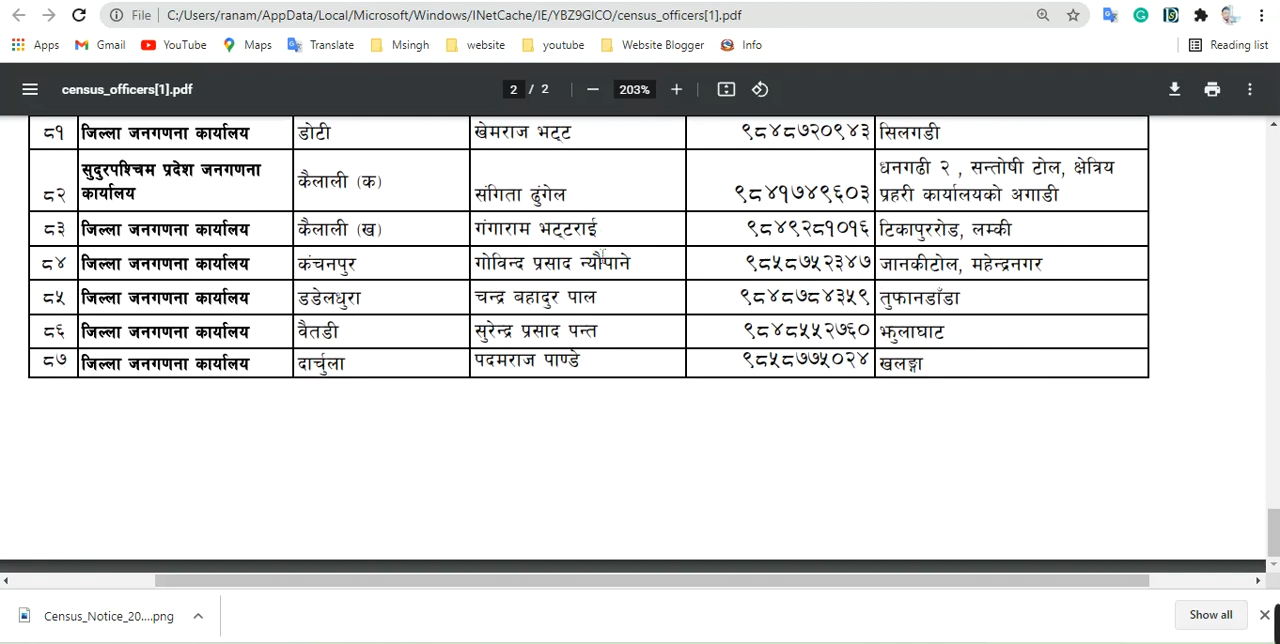 File C:/Users/ranam/AppData/Local/Microsoft/Windows/INetCache/IE/YBZ9GICO/census_officers[1].pdf
Apps Gmail YouTube Maps Translate Msingh website youtube Website Blogger Info Reading list
census_officers[1].pdf 2 / 2 203%
८१ जिल्ला जनगणना कार्यालय डोटी खेमराज भट्ट ९८४८७२०९४३ सिलगडी
८२ सुदुरपश्चिम प्रदेश जनगणना कार्यालय कैलाली (क) संगिता ढुंगेल ९८४१७४९६०३ धनगढी २ , सन्तोषी टोल, क्षेत्रिय प्रहरी कार्यालयको अगाडी
८३ जिल्ला जनगणना कार्यालय कैलाली (ख) गंगाराम भट्टराई ९८४९२८१०१६ टिकापुररोड, लम्की
८४ जिल्ला जनगणना कार्यालय कंचनपुर गोविन्द प्रसाद न्यौपाने ९८५८७५२३४७ जानकीटोल, महेन्द्रनगर
८५ जिल्ला जनगणना कार्यालय डडेलधुरा चन्द्र बहादुर पाल ९८४८७८४३५९ तुफानडाँडा
८६ जिल्ला जनगणना कार्यालय वैतडी सुरेन्द्र प्रसाद पन्त ९८४८५५२७६० झुलाघाट
८७ जिल्ला जनगणना कार्यालय दार्चुला पदमराज पाण्डे ९८५८७७५०२४ खलङ्गा
Census_Notice_20....png Show all